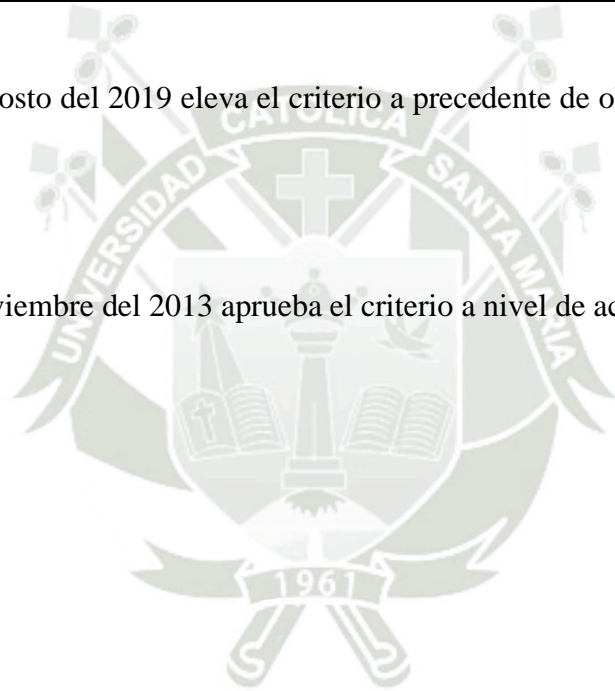 osto del 2019 eleva el criterio a precedente de o
CATOLICA
UNIVERSIDAD
SANTA MARIA
viembre del 2013 aprueba el criterio a nivel de ac
1961